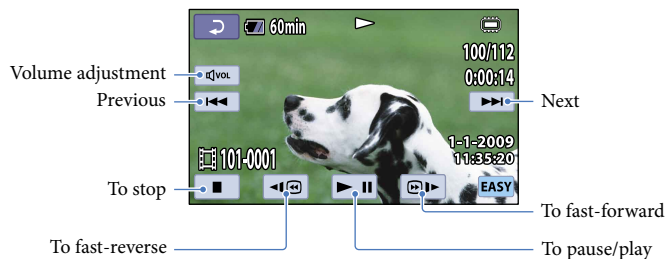 60min
100/112
Volume adjustment
VOL
0:00:14
Previous
Next
1-1-2009
101-0001
11:35:20
To stop
EASY
To fast-forward
To fast-reverse
To pause/play